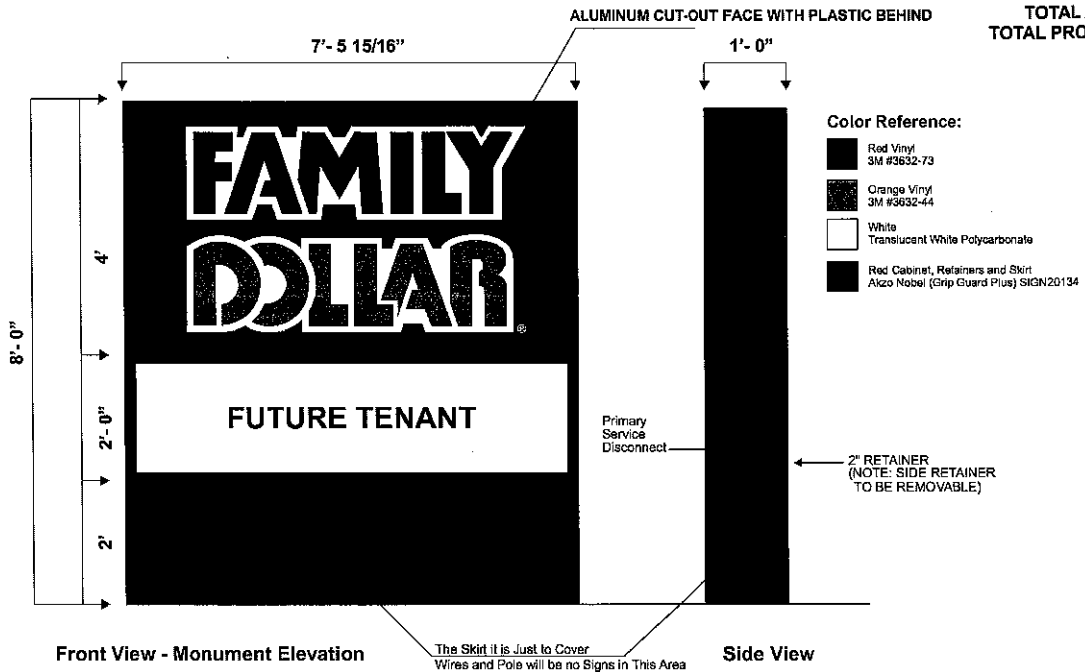 ALUMINUM CUT-OUT FACE WITH PLASTIC BEHIND
TOTAL
TOTAL PRO
7'- 5 15/16"
1'- 0"
8'- 0"
4'
2'- 0"
2'
FAMILY
DOLLAR®
FUTURE TENANT
Color Reference:
Red Vinyl
3M #3632-73
Orange Vinyl
3M #3632-44
White
Translucent White Polycarbonate
Red Cabinet, Retainers and Skirt
Akzo Nobel (Grip Guard Plus) SIGN20134
Primary
Service
Disconnect
2" RETAINER
(NOTE: SIDE RETAINER
TO BE REMOVABLE)
Front View - Monument Elevation
The Skirt it is Just to Cover
Wires and Pole will be no Signs in This Area
Side View